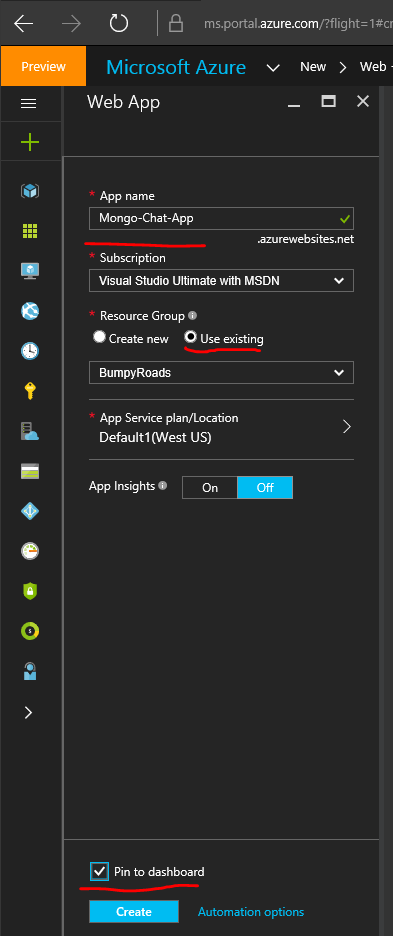 ms.portal.azure.com/?flight=1#cr
Preview
Microsoft Azure
New
Web
Web App
* App name
Mongo-Chat-App
.azurewebsites.net
* Subscription
Visual Studio Ultimate with MSDN
* Resource Group
Create new
Use existing
BumpyRoads
* App Service plan/Location
Default1(West US)
App Insights
On
Off
Pin to dashboard
Create
Automation options